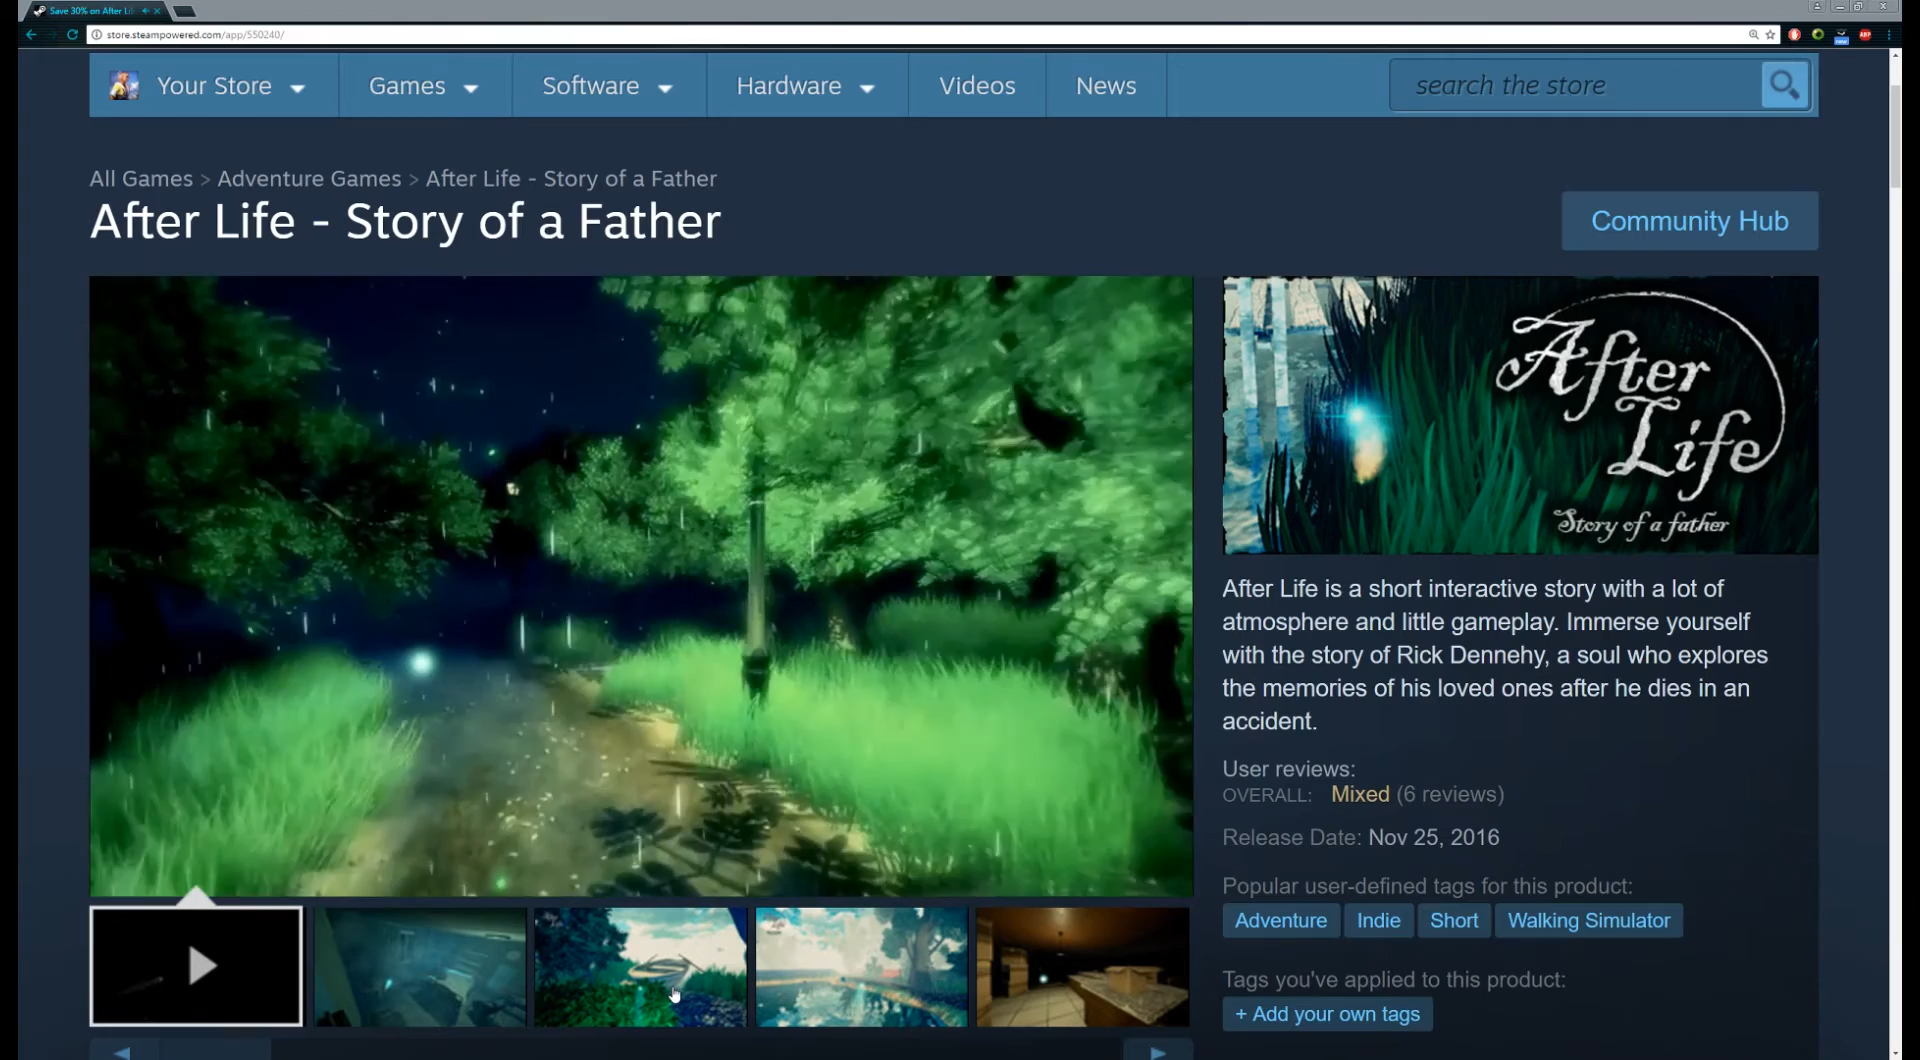 Save 30% on After Li
store.steampowered.com/app/550240/
Your Store
Games
Software
Hardware
Videos
News
search the store
All Games > Adventure Games > After Life - Story of a Father
After Life - Story of a Father
Community Hub
After
Life
Story of a father
After Life is a short interactive story with a lot of
atmosphere and little gameplay. Immerse yourself
with the story of Rick Dennehy, a soul who explores
the memories of his loved ones after he dies in an
accident.
User reviews:
OVERALL: Mixed (6 reviews)
Release Date: Nov 25, 2016
Popular user-defined tags for this product:
Adventure
Indie
Short
Walking Simulator
Tags you've applied to this product:
+ Add your own tags